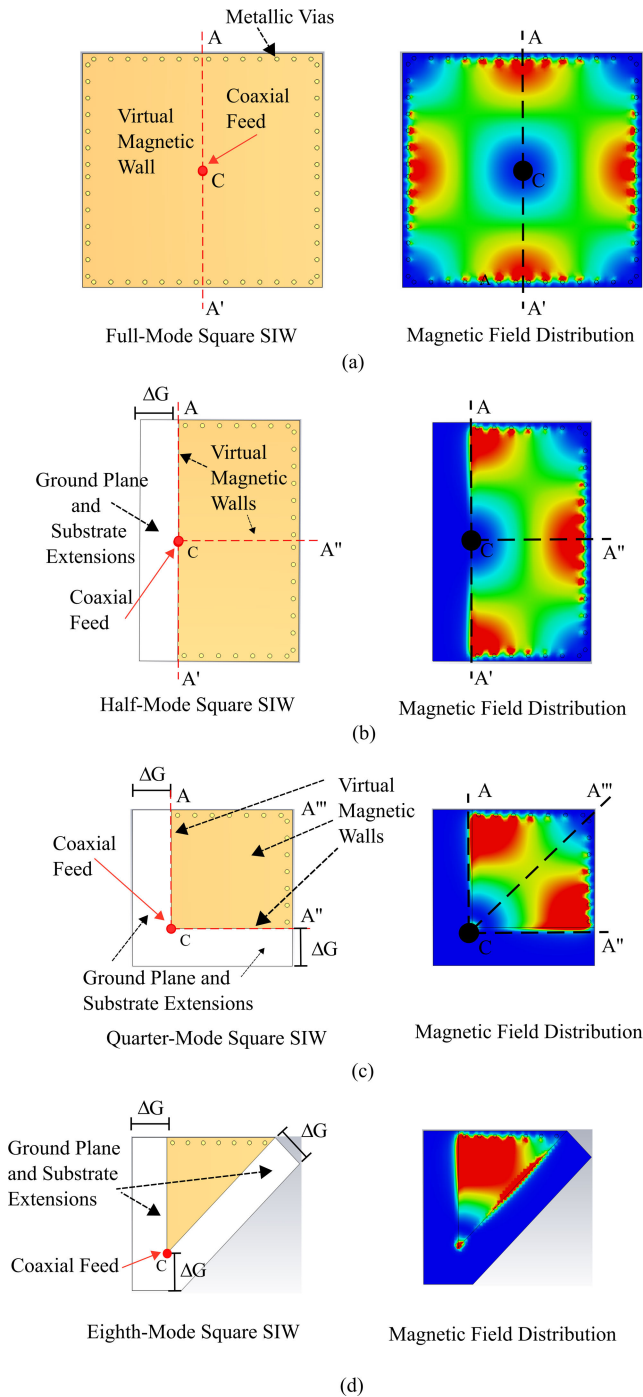 Metallic Vias
A
A
Virtual
Magnetic
Wall
Coaxial
Feed
C
C
A
A'
A'
Full-Mode Square SIW
Magnetic Field Distribution
(a)
ΔG
A
A
Virtual
Magnetic
Walls
Ground Plane
and
Substrate
Extensions
C
A"
C
A"
Coaxial
Feed
A'
A'
Half-Mode Square SIW
Magnetic Field Distribution
(b)
ΔG
A
A'''
Virtual
Magnetic
Walls
A
A'''
Coaxial
Feed
A"
C
C
A"
ΔG
Ground Plane and
Substrate Extensions
Quarter-Mode Square SIW
Magnetic Field Distribution
(c)
ΔG
ΔG
Ground Plane
and Substrate
Extensions
Coaxial Feed
C
ΔG
Eighth-Mode Square SIW
Magnetic Field Distribution
(d)